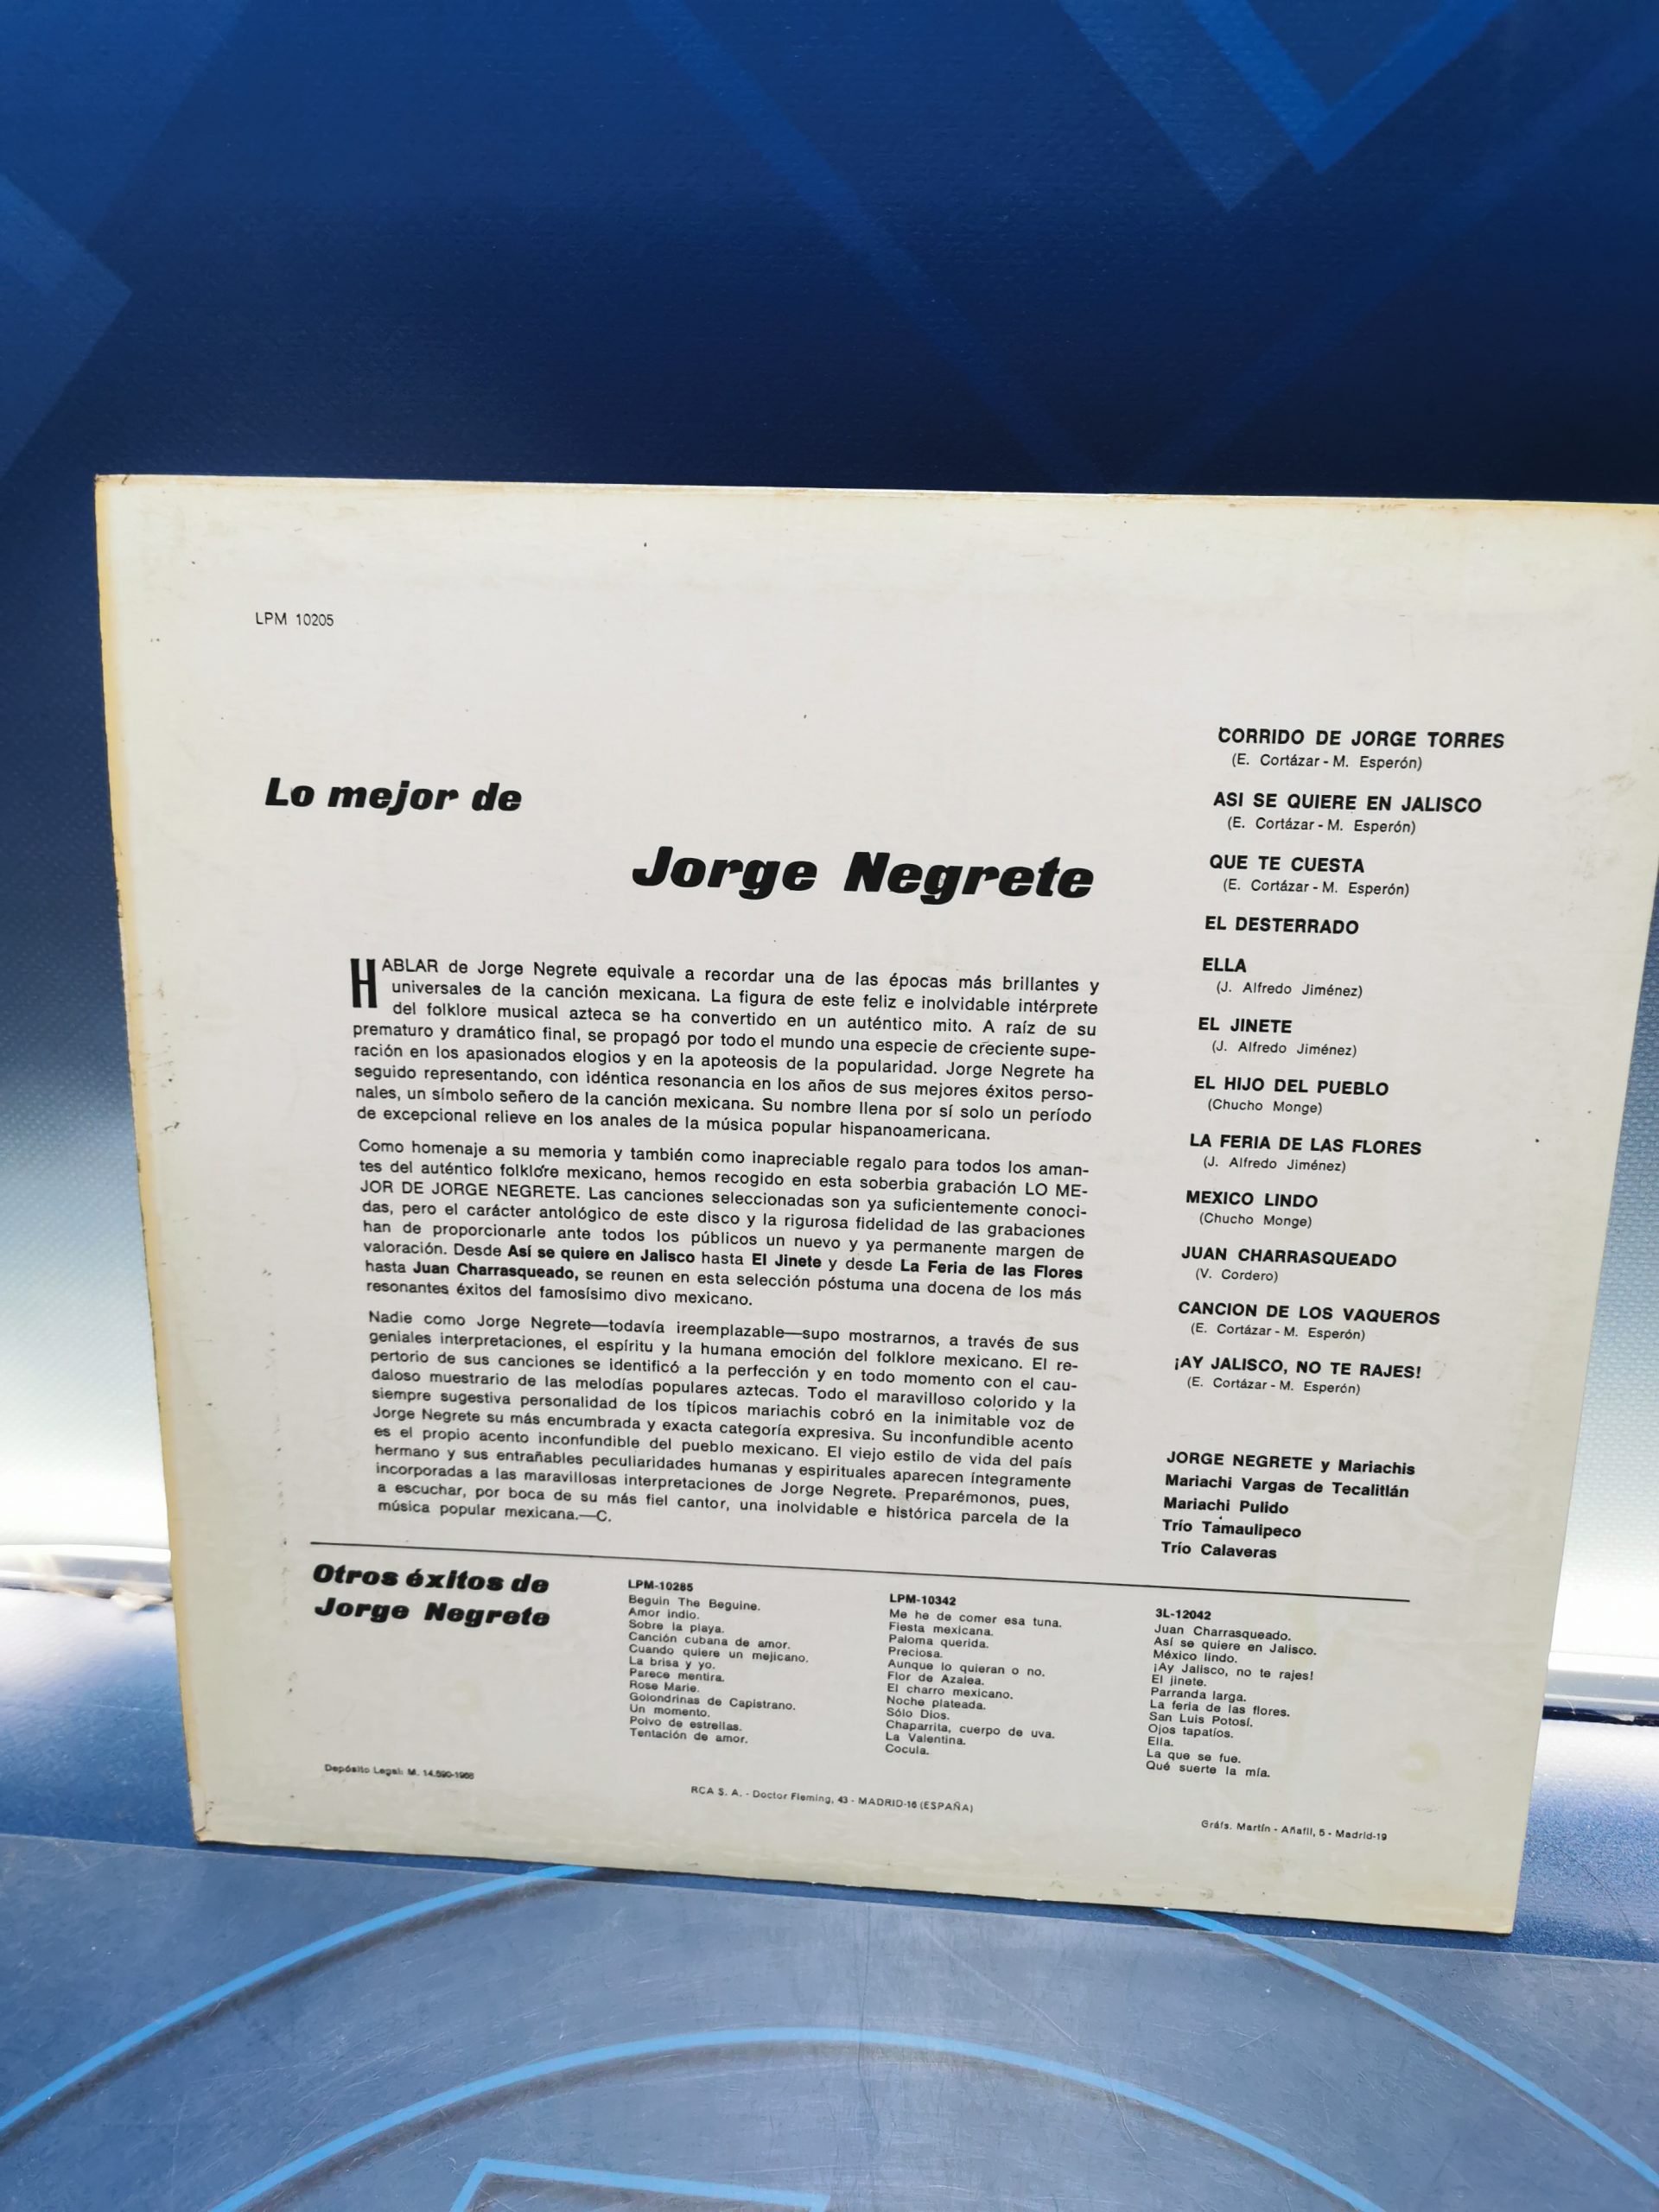 LPM 10205
Lo mejor de
Jorge Negrete
HABLAR de Jorge Negrete equivale a recordar una de las épocas más brillantes y
universales de la canción mexicana. La figura de este feliz e inolvidable intérprete
del folklore musical azteca se ha convertido en un auténtico mito. A raíz de su
prematuro y dramático final, se propagó por todo el mundo una especie de creciente supe-
ración en los apasionados elogios y en la apoteosis de la popularidad. Jorge Negrete ha
seguido representando, con idéntica resonancia en los años de sus mejores éxitos perso-
nales, un símbolo señero de la canción mexicana. Su nombre llena por sí solo un período
de excepcional relieve en los anales de la música popular hispanoamericana.
Como homenaje a su memoria y también como inapreciable regalo para todos los aman-
tes del auténtico folklore mexicano, hemos recogido en esta soberbia grabación LO ME-
JOR DE JORGE NEGRETE. Las canciones seleccionadas son ya suficientemente conoci-
das, pero el carácter antológico de este disco y la rigurosa fidelidad de las grabaciones
han de proporcionarle ante todos los públicos un nuevo y ya permanente margen de
valoración. Desde Así se quiere en Jalisco hasta El Jinete y desde La Feria de las Flores
hasta Juan Charrasqueado, se reunen en esta selección póstuma una docena de los más
resonantes éxitos del famosísimo divo mexicano.
Nadie como Jorge Negrete—todavía ireemplazable—supo mostrarnos, a través de sus
geniales interpretaciones, el espíritu y la humana emoción del folklore mexicano. El re-
pertorio de sus canciones se identificó a la perfección y en todo momento con el cau-
daloso muestrario de las melodías populares aztecas. Todo el maravilloso colorido y la
siempre sugestiva personalidad de los típicos mariachis cobró en la inimitable voz de
Jorge Negrete su más encumbrada y exacta categoría expresiva. Su inconfundible acento
es el propio acento inconfundible del pueblo mexicano. El viejo estilo de vida del país
hermano y sus entrañables peculiaridades humanas y espirituales aparecen íntegramente
incorporadas a las maravillosas interpretaciones de Jorge Negrete. Preparémonos, pues,
a escuchar, por boca de su más fiel cantor, una inolvidable e histórica parcela de la
música popular mexicana.—C.
CORRIDO DE JORGE TORRES
(E. Cortázar - M. Esperón)
ASI SE QUIERE EN JALISCO
(E. Cortázar - M. Esperón)
QUE TE CUESTA
(E. Cortázar - M. Esperón)
EL DESTERRADO
ELLA
(J. Alfredo Jiménez)
EL JINETE
(J. Alfredo Jiménez)
EL HIJO DEL PUEBLO
(Chucho Monge)
LA FERIA DE LAS FLORES
(J. Alfredo Jiménez)
MEXICO LINDO
(Chucho Monge)
JUAN CHARRASQUEADO
(V. Cordero)
CANCION DE LOS VAQUEROS
(E. Cortázar - M. Esperón)
¡AY JALISCO, NO TE RAJES!
(E. Cortázar - M. Esperón)
JORGE NEGRETE y Mariachis
Mariachi Vargas de Tecalitlán
Mariachi Pulido
Trío Tamaulipeco
Trío Calaveras
Otros éxitos de
Jorge Negrete
LPM-10285
Beguin The Beguine.
Amor indio.
Sobre la playa.
Canción cubana de amor.
Cuando quiere un mejicano.
La brisa y yo.
Parece mentira.
Rose Marie.
Golondrinas de Capistrano.
Un momento.
Polvo de estrellas.
Tentación de amor.
LPM-10342
Me he de comer esa tuna.
Fiesta mexicana.
Paloma querida.
Preciosa.
Aunque lo quieran o no.
Flor de Azalea.
El charro mexicano.
Noche plateada.
Sólo Dios.
Chaparrita, cuerpo de uva.
La Valentina.
Cocula.
3L-12042
Juan Charrasqueado.
Así se quiere en Jalisco.
México lindo.
¡Ay Jalisco, no te rajes!
El jinete.
Parranda larga.
La feria de las flores.
San Luis Potosí.
Ojos tapatíos.
Ella.
La que se fue.
Qué suerte la mía.
Depósito Legal: M. 14.590-1966
RCA S. A. - Doctor Fleming, 43 - MADRID-16 (ESPAÑA)
Gráfs. Martín - Añafil, 5 - Madrid-19